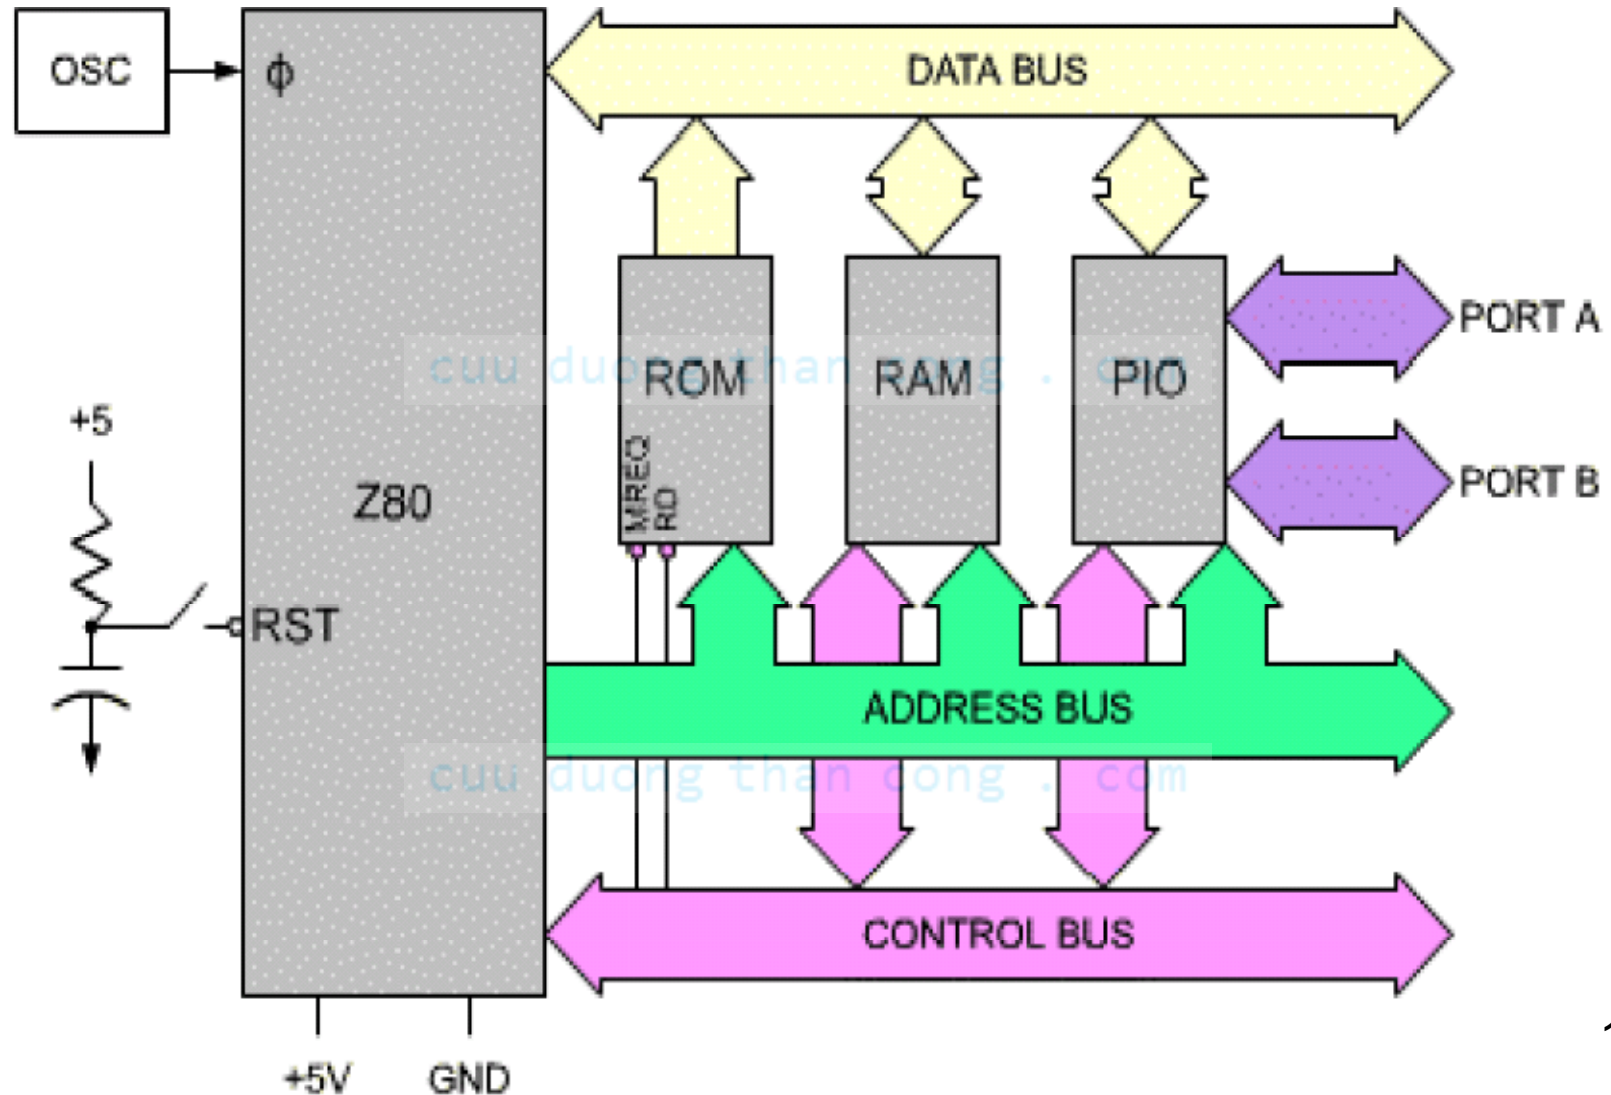 OSC
ϕ
DATA BUS
PORT A
cuu duong than cong . com
ROM
RAM
PIO
+5
MREQ
RD
Z80
PORT B
RST
ADDRESS BUS
cuu duong than cong . com
CONTROL BUS
+5V
GND